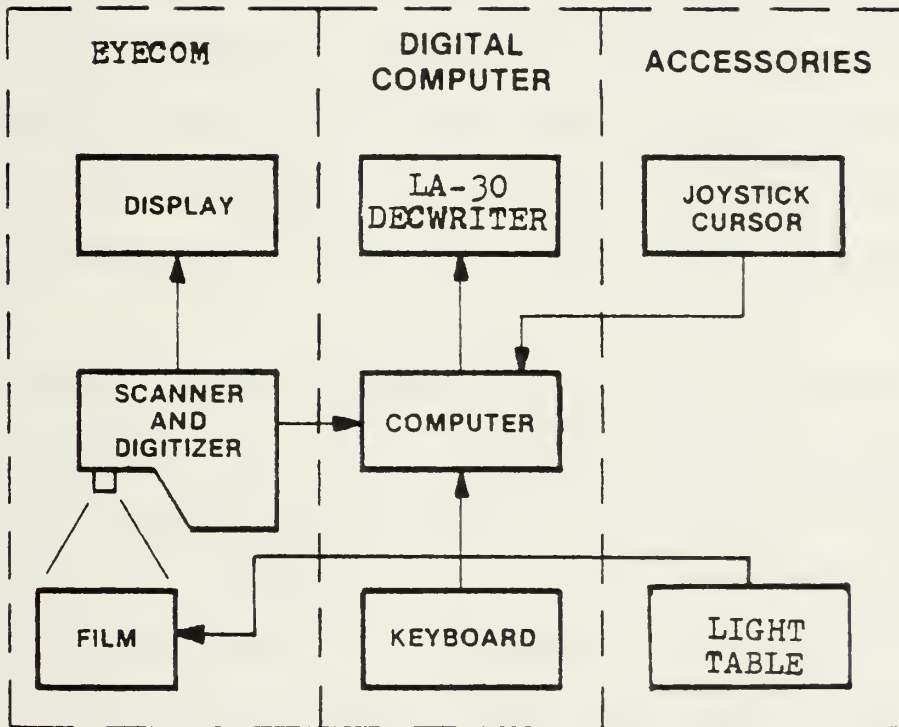 EYECOM
DIGITAL
COMPUTER
ACCESSORIES
DISPLAY
LA-30
DECWRITER
JOYSTICK
CURSOR
SCANNER
AND
DIGITIZER
COMPUTER
FILM
KEYBOARD
LIGHT
TABLE